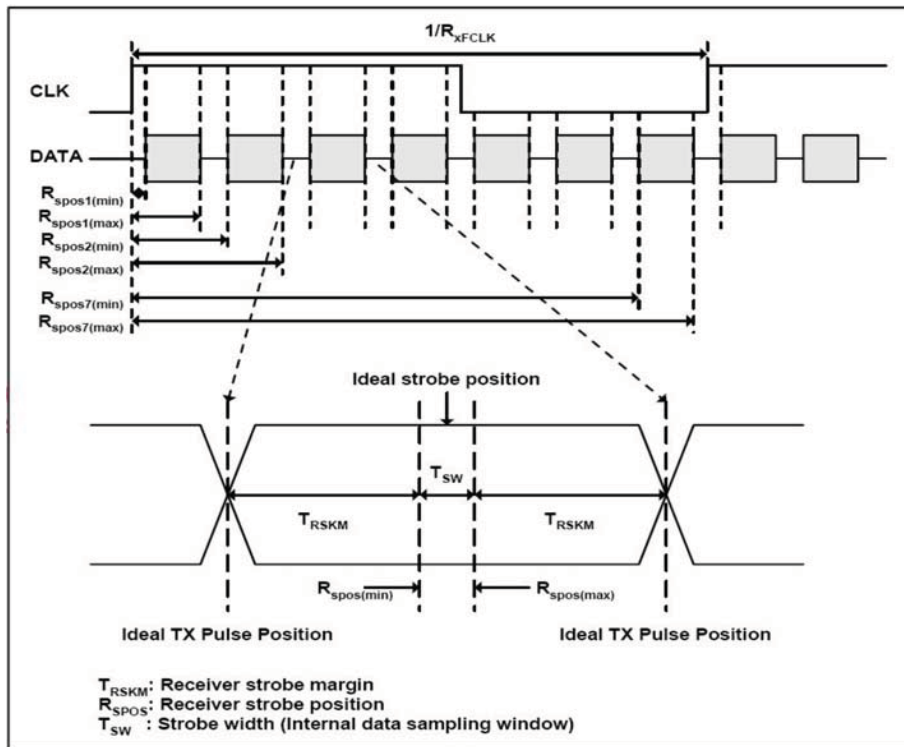 1/RxFCLK
CLK
DATA
Rspos1(min)
Rspos1(max)
Rspos2(min)
Rspos2(max)
Rspos7(min)
Rspos7(max)
Ideal strobe position
TSW
TRSKM TRSKM
Rspos(min) Rspos(max)
Ideal TX Pulse Position Ideal TX Pulse Position
TRSKM: Receiver strobe margin
RSPOS: Receiver strobe position
TSW : Strobe width (Internal data sampling window)